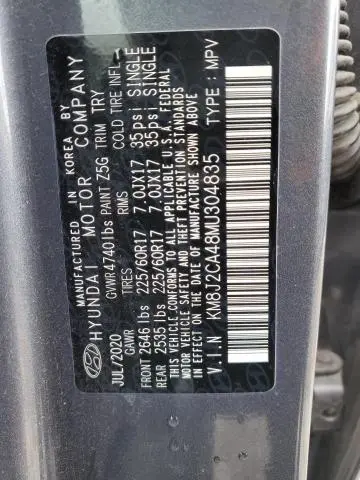 MANUFACTURED IN KOREA BY
HYUNDAI MOTOR COMPANY
JUL/2020 GVWR 4740lbs PAINT Z5G TRIM TRY
GAWR TIRES RIMS COLD TIRE INFL.
FRONT 2646 lbs 225/60R17 7.0JX17 35psi SINGLE
REAR 2535 lbs 225/60R17 7.0JX17 35psi SINGLE
THIS VEHICLE CONFORMS TO ALL APPLICABLE U.S.A. FEDERAL
MOTOR VEHICLE SAFETY, BUMPER, AND THEFT PREVENTION
STANDARDS IN EFFECT ON THE DATE OF MANUFACTURE SHOWN ABOVE
V.I.N KM8J2CA48MU304835 TYPE: MPV